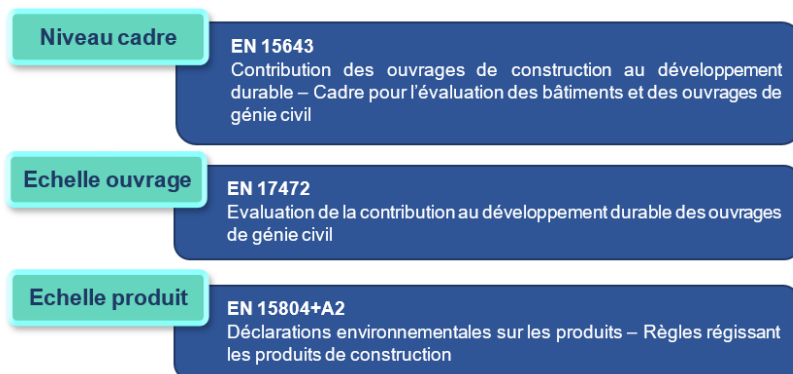 Niveau cadre
EN 15643
Contribution des ouvrages de construction au développement
durable – Cadre pour l'évaluation des bâtiments et des ouvrages de
génie civil
Echelle ouvrage
EN 17472
Evaluation de la contribution au développement durable des ouvrages
de génie civil
Echelle produit
EN 15804+A2
Déclarations environnementales sur les produits – Règles régissant
les produits de construction